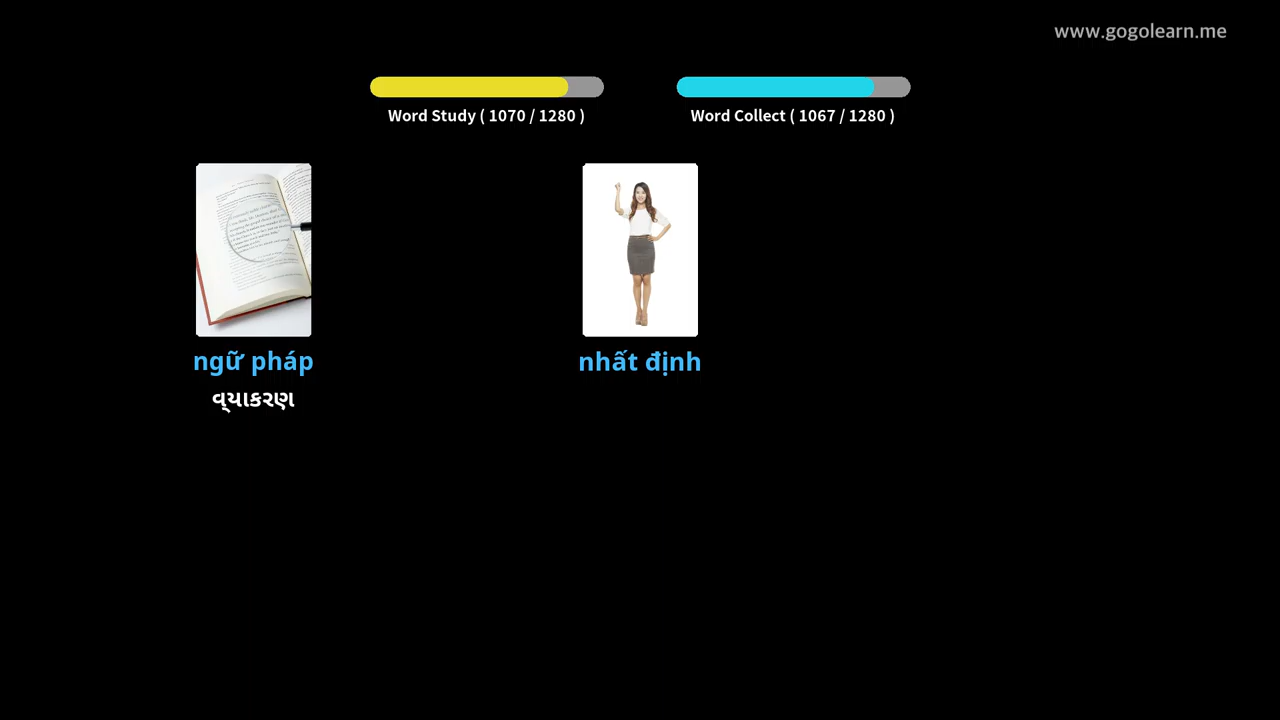 www.gogolearn.me
Word Study ( 1070 / 1280 )
Word Collect ( 1067 / 1280 )
ngữ pháp
nhất định
વ્યાકરણ